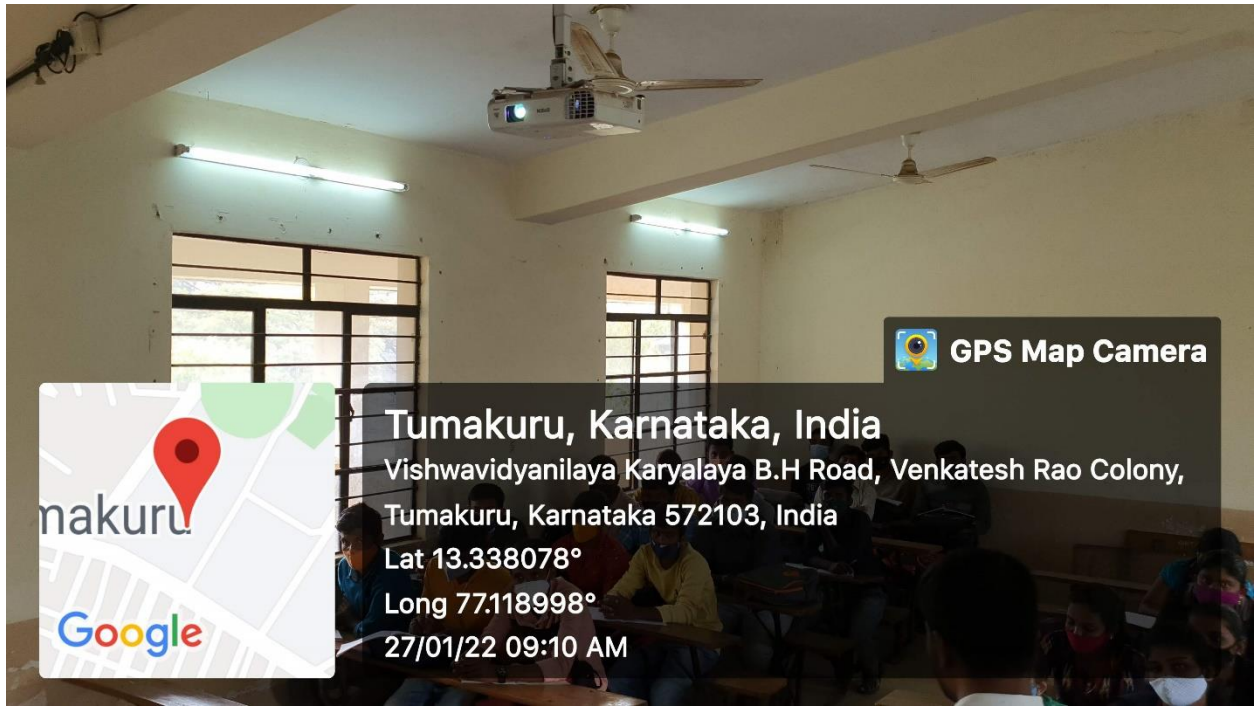 EPSON
GPS Map Camera
makuru
Google
Tumakuru, Karnataka, India
Vishwavidyanilaya Karyalaya B.H Road, Venkatesh Rao Colony,
Tumakuru, Karnataka 572103, India
Lat 13.338078°
Long 77.118998°
27/01/22 09:10 AM